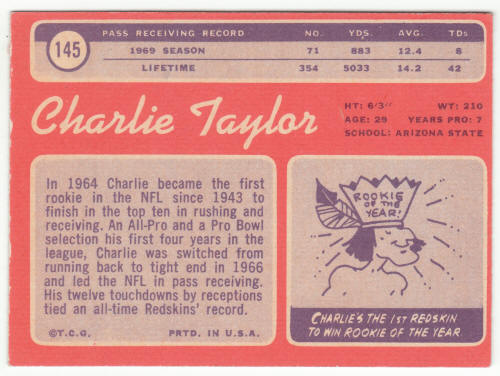 145
PASS RECEIVING RECORD NO. YDS. AVG. TDs
1969 SEASON 71 883 12.4 8
LIFETIME 354 5033 14.2 42
Charlie Taylor
HT: 6'3" WT: 210
AGE: 29 YEARS PRO: 7
SCHOOL: ARIZONA STATE
In 1964 Charlie became the first
rookie in the NFL since 1943 to
finish in the top ten in rushing and
receiving. An All-Pro and a Pro Bowl
selection his first four years in the
league, Charlie was switched from
running back to tight end in 1966
and led the NFL in pass receiving.
His twelve touchdowns by receptions
tied an all-time Redskins' record.
©T.C.G. PRTD. IN U.S.A.
ROOKIE
OF THE
YEAR!
CHARLIE'S THE 1ST REDSKIN
TO WIN ROOKIE OF THE YEAR